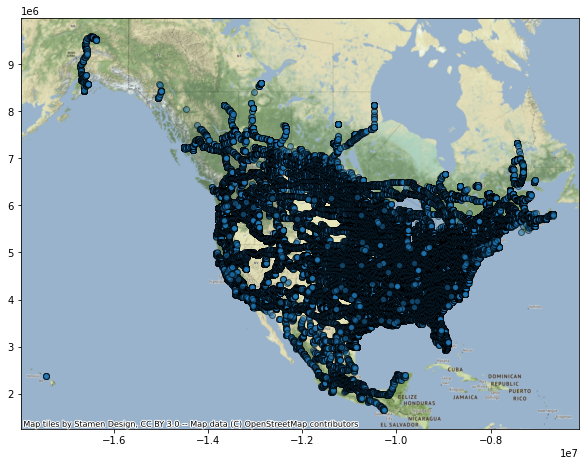 1e6
9
8
7
6
5
4
3
2
CUBA
DOMINICAN
REPUBLIC
PUERTO
RICO
JAMAICA
BELIZE
HONDURAS
NICARAGUA
EL SALVADOR
Map tiles by Stamen Design, CC BY 3.0 -- Map data (C) OpenStreetMap contributors
−1.6
−1.4
−1.2
−1.0
−0.8
1e7